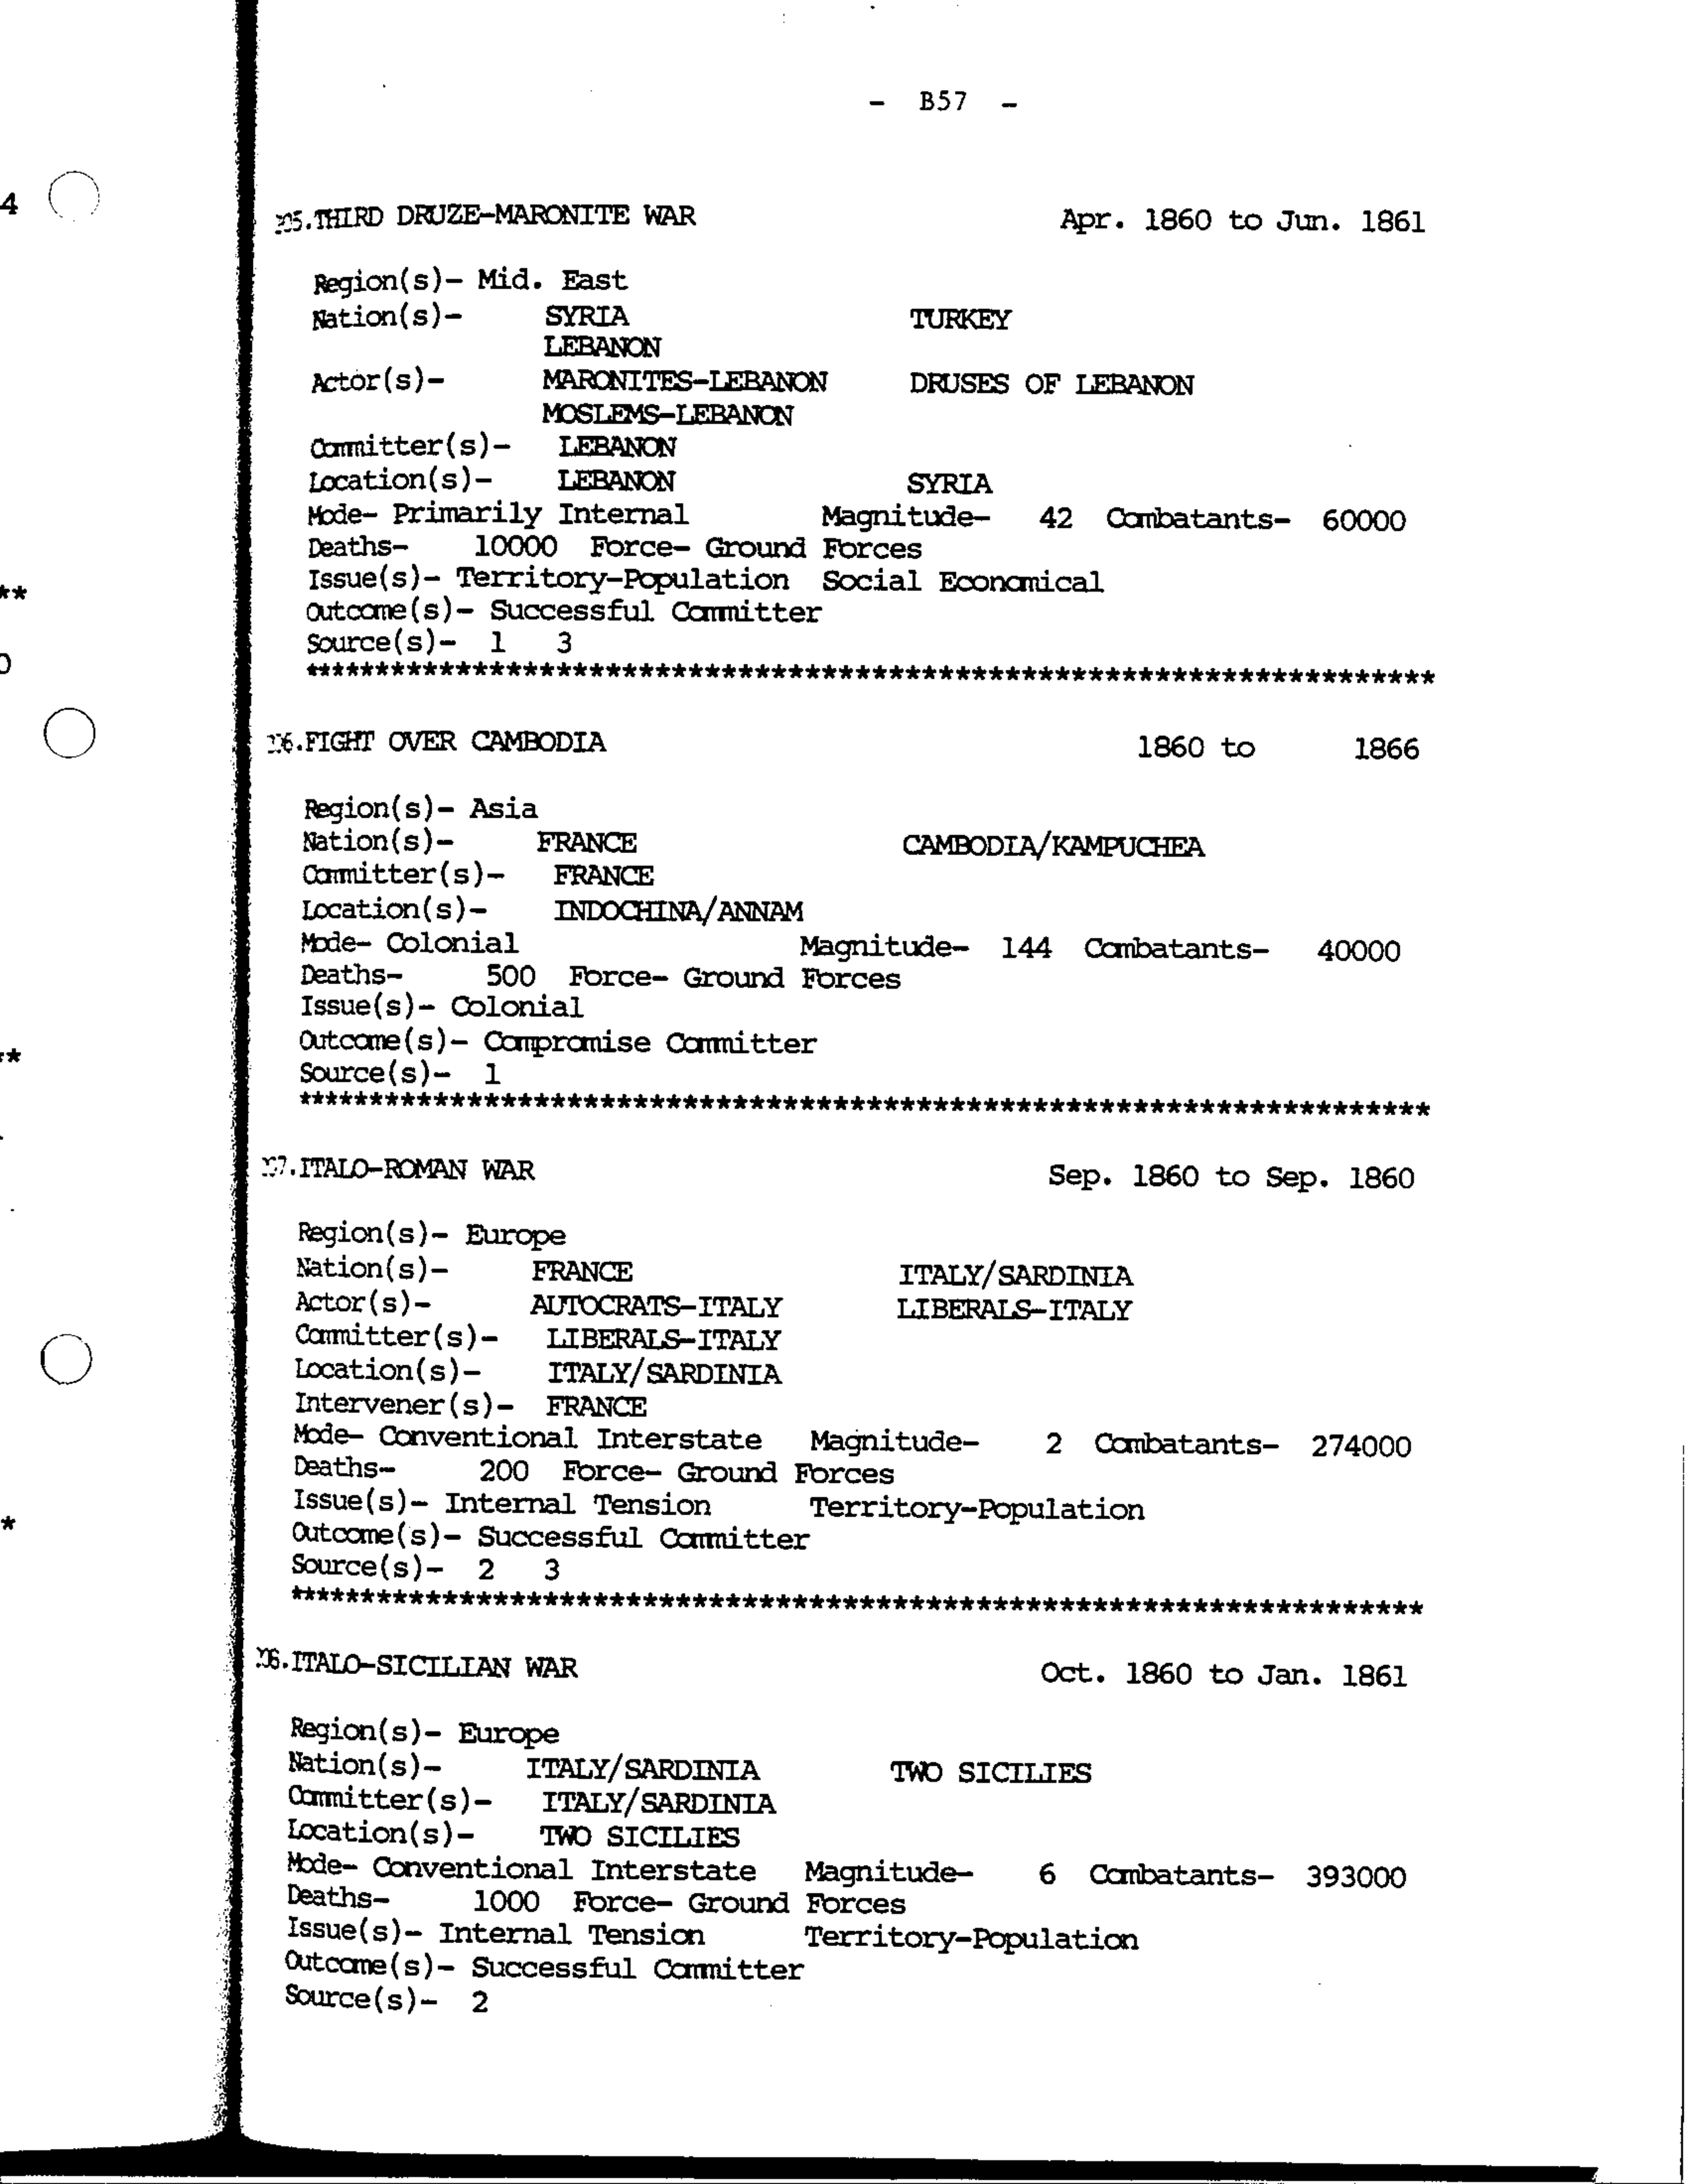 - B57 -
4
THIRD DRUZE-MARONITE WAR Apr. 1860 to Jun. 1861
Region(s)- Mid. East
Nation(s)- SYRIA TURKEY
LEBANON
Actor(s)- MARONITES-LEBANON DRUSES OF LEBANON
MOSLEMS-LEBANON
Committer(s)- LEBANON
Location(s)- LEBANON SYRIA
Mode- Primarily Internal Magnitude- 42 Combatants- 60000
Deaths- 10000 Force- Ground Forces
Issue(s)- Territory-Population Social Economical
**
Outcome(s)- Successful Committer
Source(s)- 1 3
********************************************************************
FIGHT OVER CAMBODIA 1860 to 1866
Region(s)- Asia
Nation(s)- FRANCE CAMBODIA/KAMPUCHEA
Committer(s)- FRANCE
Location(s)- INDOCHINA/ANNAM
Mode- Colonial Magnitude- 144 Combatants- 40000
Deaths- 500 Force- Ground Forces
Issue(s)- Colonial
Outcome(s)- Compromise Committer
Source(s)- 1
********************************************************************
ITALO-ROMAN WAR Sep. 1860 to Sep. 1860
Region(s)- Europe
Nation(s)- FRANCE ITALY/SARDINIA
Actor(s)- AUTOCRATS-ITALY LIBERALS-ITALY
Committer(s)- LIBERALS-ITALY
Location(s)- ITALY/SARDINIA
Intervener(s)- FRANCE
Mode- Conventional Interstate Magnitude- 2 Combatants- 274000
Deaths- 200 Force- Ground Forces
Issue(s)- Internal Tension Territory-Population
Outcome(s)- Successful Committer
Source(s)- 2 3
********************************************************************
ITALO-SICILIAN WAR Oct. 1860 to Jan. 1861
Region(s)- Europe
Nation(s)- ITALY/SARDINIA TWO SICILIES
Committer(s)- ITALY/SARDINIA
Location(s)- TWO SICILIES
Mode- Conventional Interstate Magnitude- 6 Combatants- 393000
Deaths- 1000 Force- Ground Forces
Issue(s)- Internal Tension Territory-Population
Outcome(s)- Successful Committer
Source(s)- 2